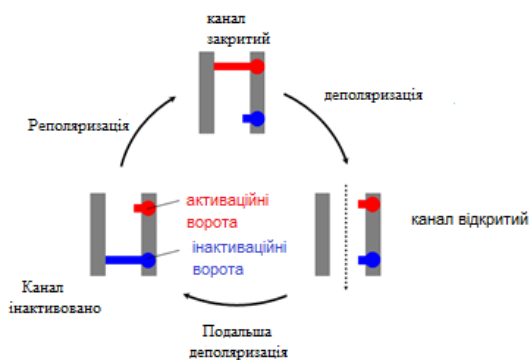 канал
закритий
деполяризація
Реполяризація
активаційні
ворота
канал відкритий
інактиваційні
ворота
Канал
інактивовано
Подальша
деполяризація